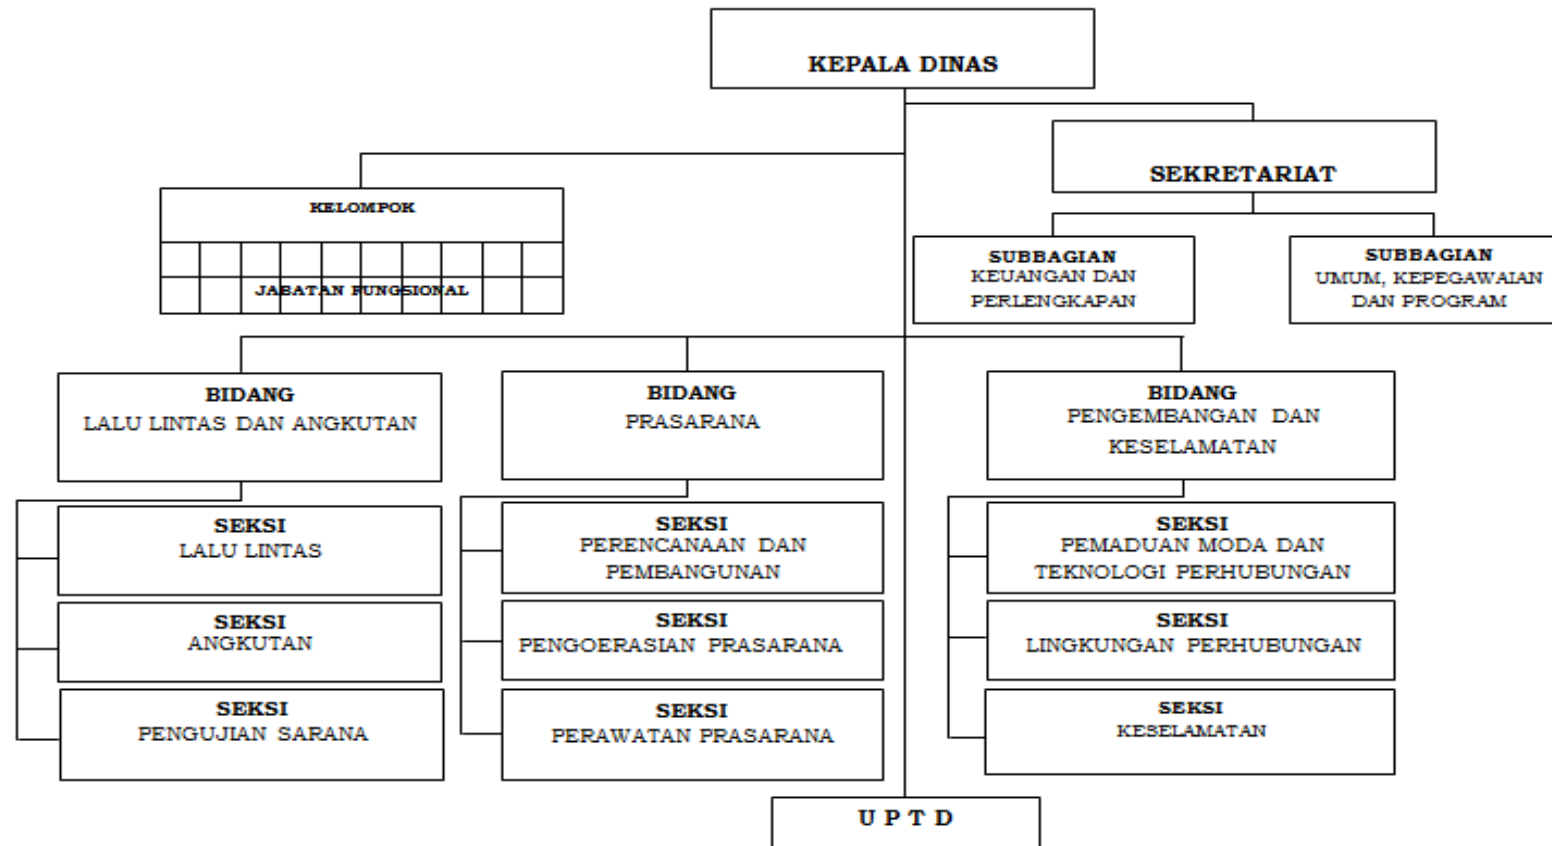 KEPALA DINAS
SEKRETARIAT
KELOMPOK
JABATAN FUNGSIONAL
SUBBAGIAN
KEUANGAN DAN
PERLENGKAPAN
SUBBAGIAN
UMUM, KEPEGAWAIAN
DAN PROGRAM
BIDANG
LALU LINTAS DAN ANGKUTAN
BIDANG
PRASARANA
BIDANG
PENGEMBANGAN DAN
KESELAMATAN
SEKSI
LALU LINTAS
SEKSI
ANGKUTAN
SEKSI
PENGUJIAN SARANA
SEKSI
PERENCANAAN DAN
PEMBANGUNAN
SEKSI
PENGOERASIAN PRASARANA
SEKSI
PERAWATAN PRASARANA
SEKSI
PEMADUAN MODA DAN
TEKNOLOGI PERHUBUNGAN
SEKSI
LINGKUNGAN PERHUBUNGAN
SEKSI
KESELAMATAN
U P T D